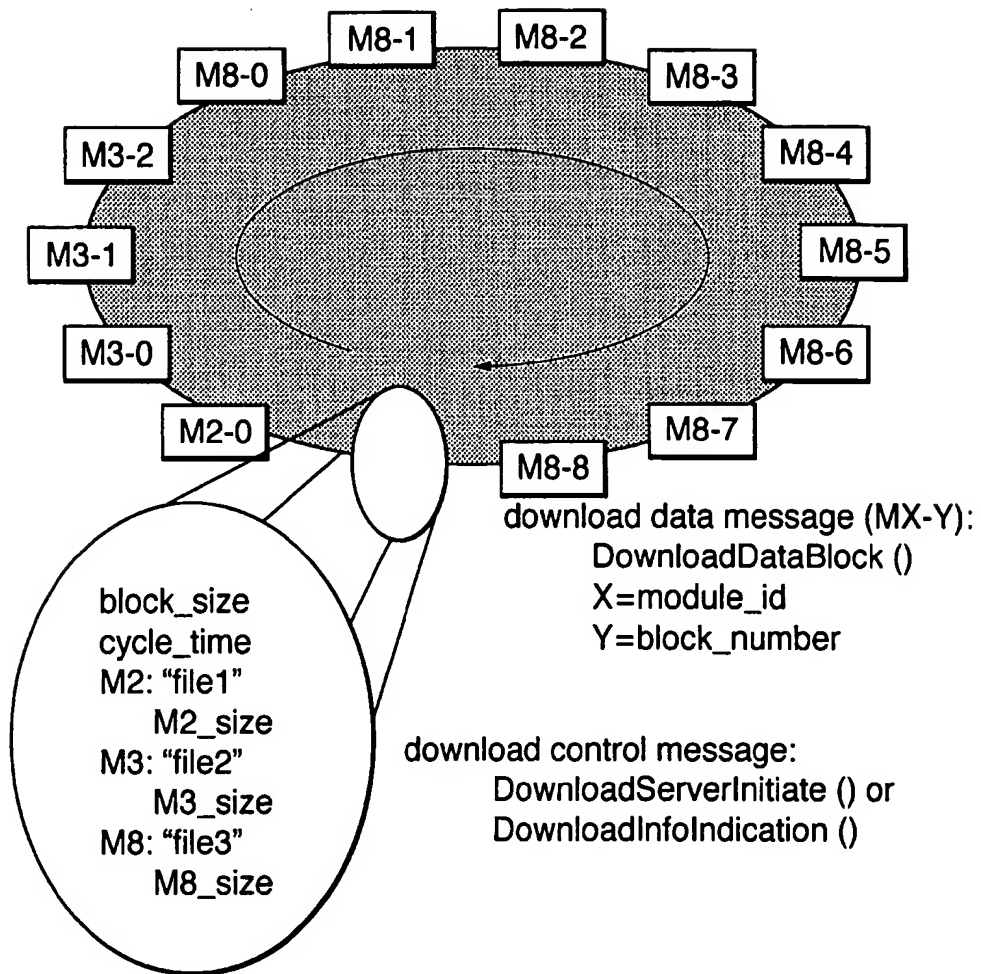 M8-1
M8-2
M8-0
M8-3
M3-2
M8-4
M3-1
M8-5
M3-0
M8-6
M2-0
M8-7
M8-8
download data message (MX-Y):
DownloadDataBlock ()
X=module_id
Y=block_number
block_size
cycle_time
M2: “file1”
M2_size
M3: “file2”
M3_size
M8: “file3”
M8_size
download control message:
DownloadServerInitiate () or
DownloadInfoIndication ()